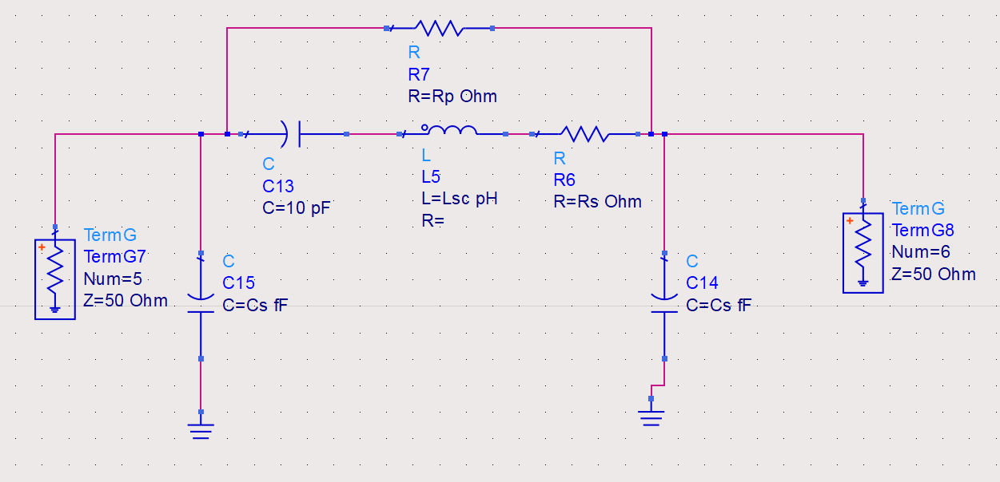 R
R7
R=Rp Ohm
C
C13
C=10 pF
L
L5
L=Lsc pH
R=
R
R6
R=Rs Ohm
+
TermG
TermG7
Num=5
Z=50 Ohm
C
C15
C=Cs fF
C
C14
C=Cs fF
+
TermG
TermG8
Num=6
Z=50 Ohm